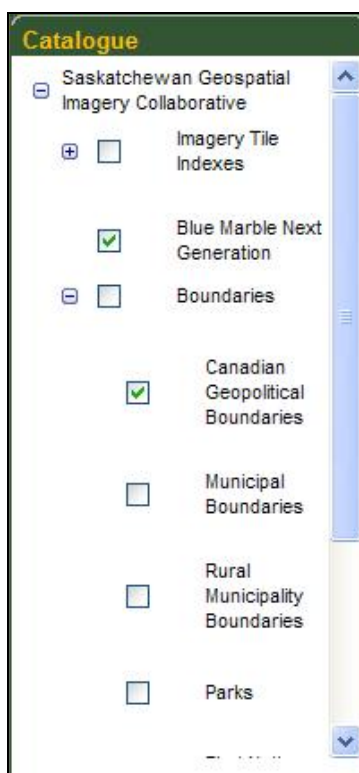 Catalogue
Saskatchewan Geospatial
Imagery Collaborative
Imagery Tile
Indexes
Blue Marble Next
Generation
Boundaries
Canadian
Geopolitical
Boundaries
Municipal
Boundaries
Rural
Municipality
Boundaries
Parks